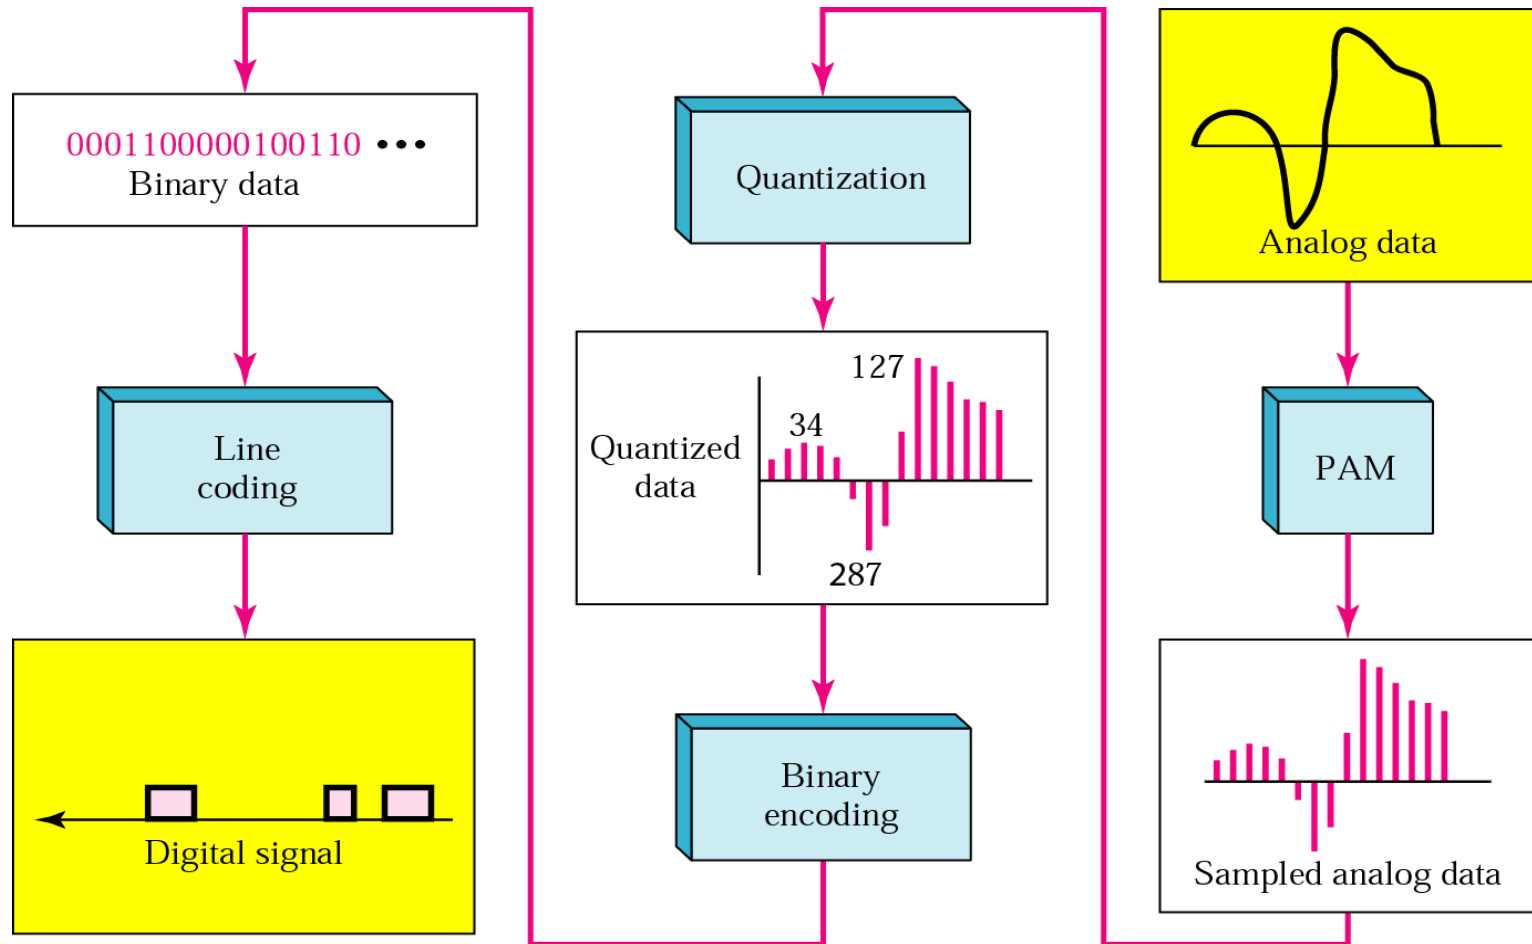 0001100000100110 •••
Binary data
Line
coding
Digital signal
Quantization
127
34
Quantized
data
287
Binary
encoding
Analog data
PAM
Sampled analog data